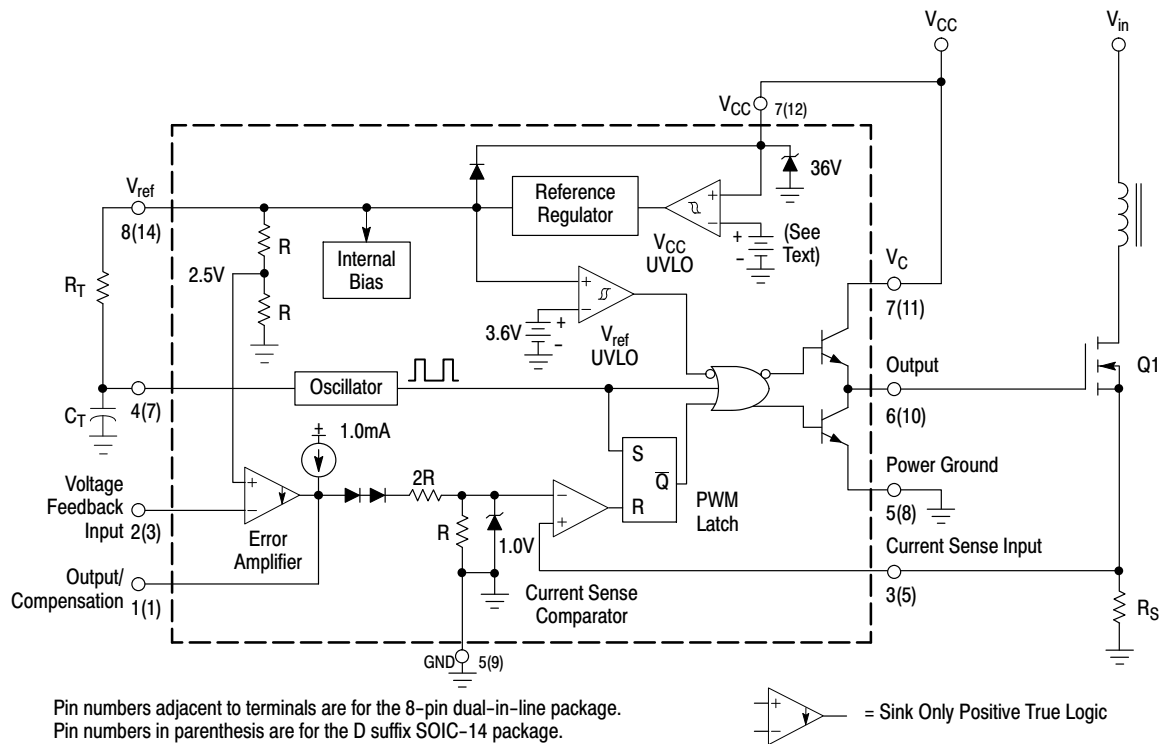 VCC
Vin
VCC
7(12)
36V
Vref
8(14)
Reference
Regulator
+
−
VCC
UVLO
+
-
(See
Text)
R
Internal
Bias
2.5V
RT
R
+
−
3.6V
+
-
Vref
UVLO
VC
7(11)
Oscillator
Output
6(10)
Q1
CT
4(7)
±
1.0mA
S
Q
R
PWM
Latch
Power Ground
5(8)
Voltage
Feedback
Input
2(3)
+
−
Error
Amplifier
2R
R
1.0V
−
+
Current Sense
Comparator
Current Sense Input
3(5)
Output/
Compensation
1(1)
RS
GND
5(9)
Pin numbers adjacent to terminals are for the 8-pin dual-in-line package.
Pin numbers in parenthesis are for the D suffix SOIC-14 package.
+
−
= Sink Only Positive True Logic